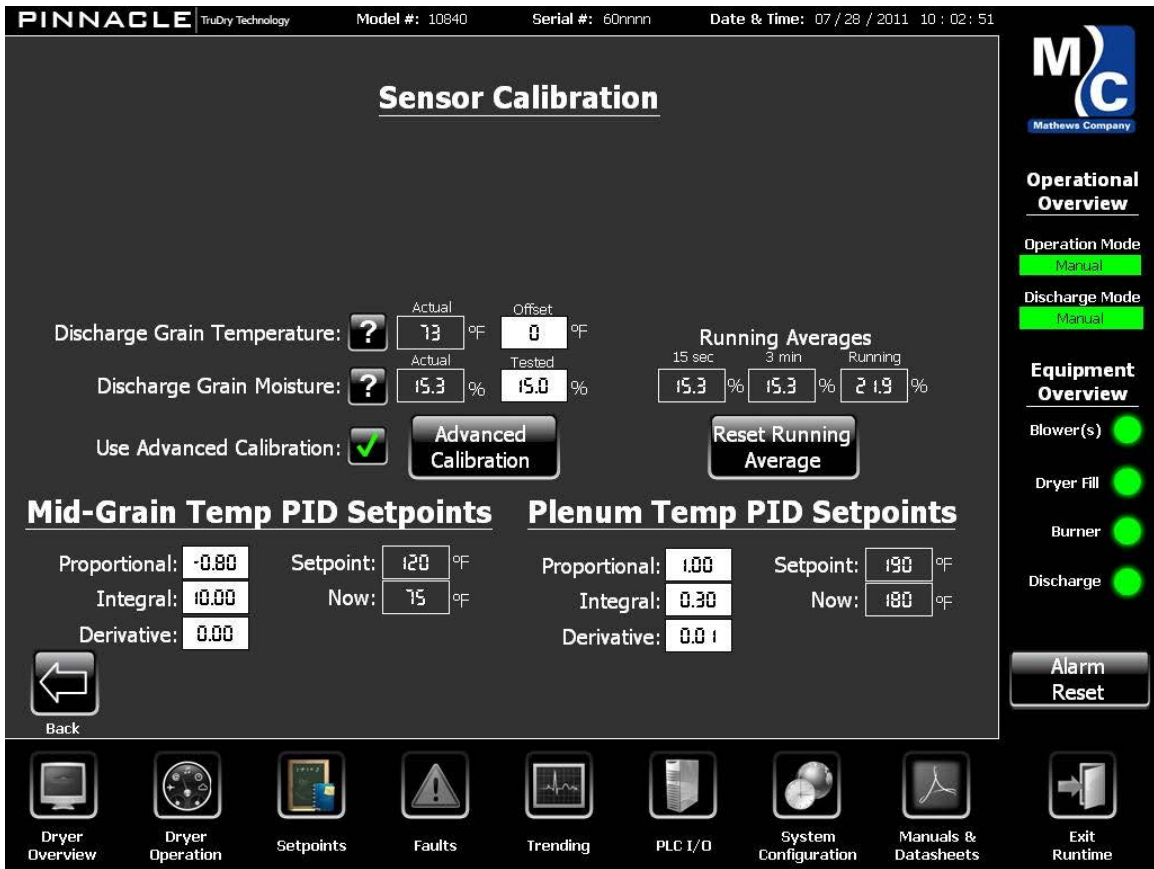 PINNACLE TruDry Technology Model #: 10840 Serial #: 60nnnn Date & Time: 07/28/2011 10:02:51
MC
Mathews Company
Sensor Calibration
Actual Offset
Discharge Grain Temperature: ? 73 °F 0 °F
Actual Tested
Discharge Grain Moisture: ? 15.3 % 15.0 %
Running Averages
15 sec 3 min Running
15.3 % 15.3 % 21.9 %
Use Advanced Calibration:
Advanced
Calibration
Reset Running
Average
Mid-Grain Temp PID Setpoints
Proportional: -0.80 Setpoint: 120 °F
Integral: 10.00 Now: 75 °F
Derivative: 0.00
Plenum Temp PID Setpoints
Proportional: 1.00 Setpoint: 190 °F
Integral: 0.30 Now: 180 °F
Derivative: 0.01
Back
Operational
Overview
Operation Mode
Manual
Discharge Mode
Manual
Equipment
Overview
Blower(s)
Dryer Fill
Burner
Discharge
Alarm
Reset
Dryer
Overview
Dryer
Operation
Setpoints
Faults
Trending
PLC I/O
System
Configuration
Manuals &
Datasheets
Exit
Runtime